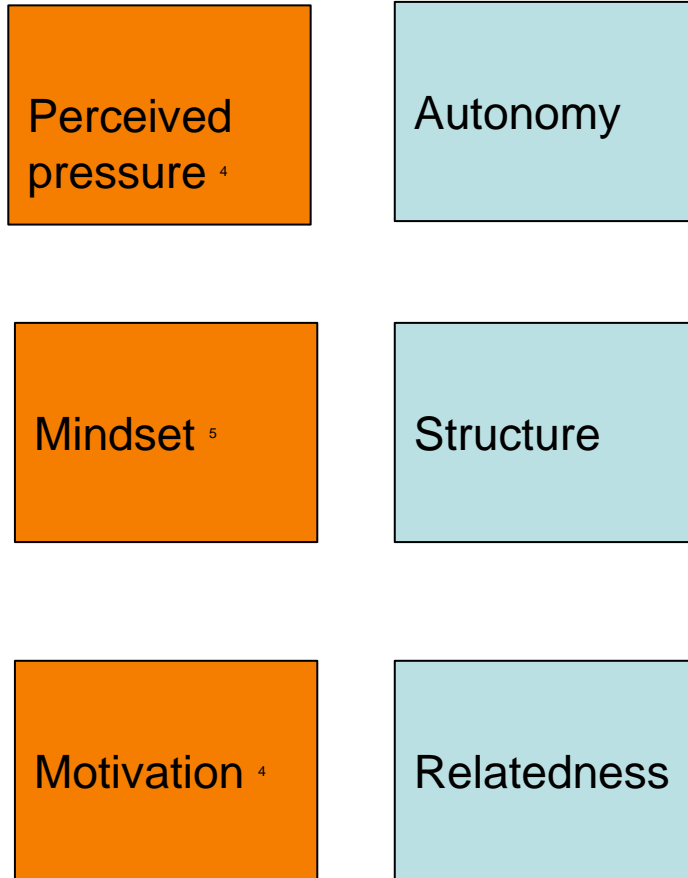 Perceived
pressure 4
Autonomy
Mindset 5
Structure
Motivation 4
Relatedness